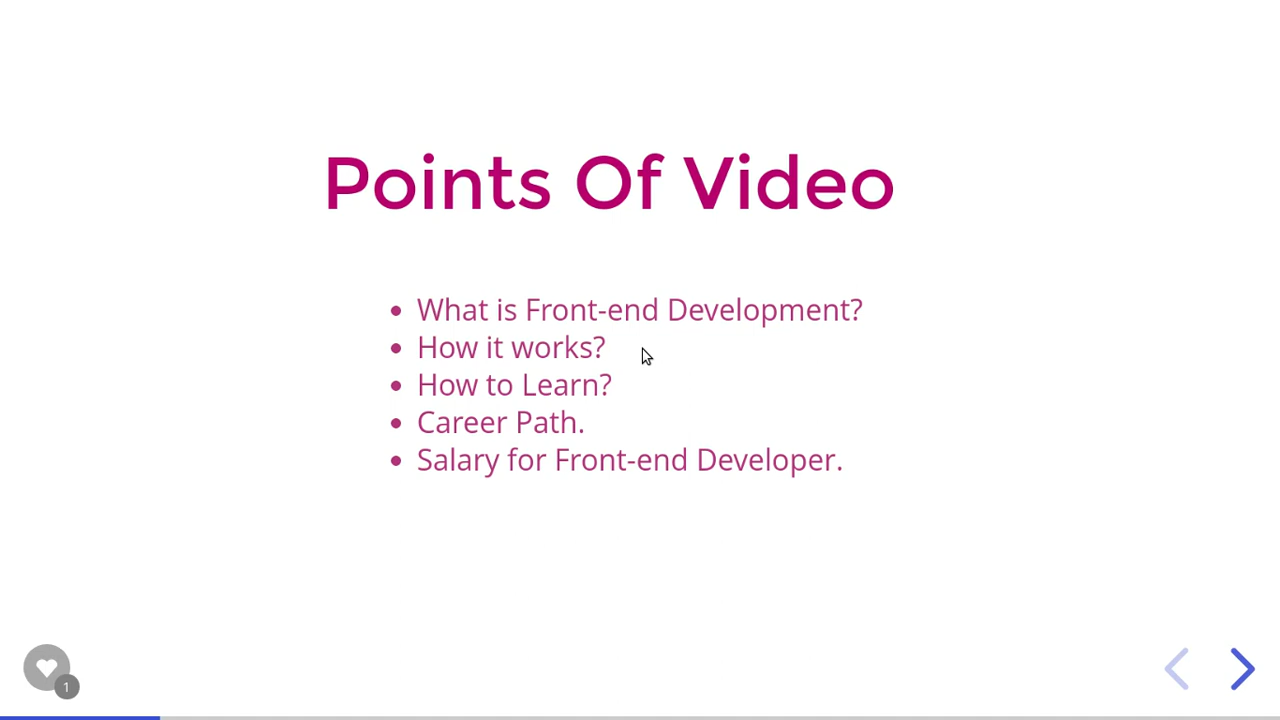 Points Of Video
What is Front-end Development?
How it works?
How to Learn?
Career Path.
Salary for Front-end Developer.
1